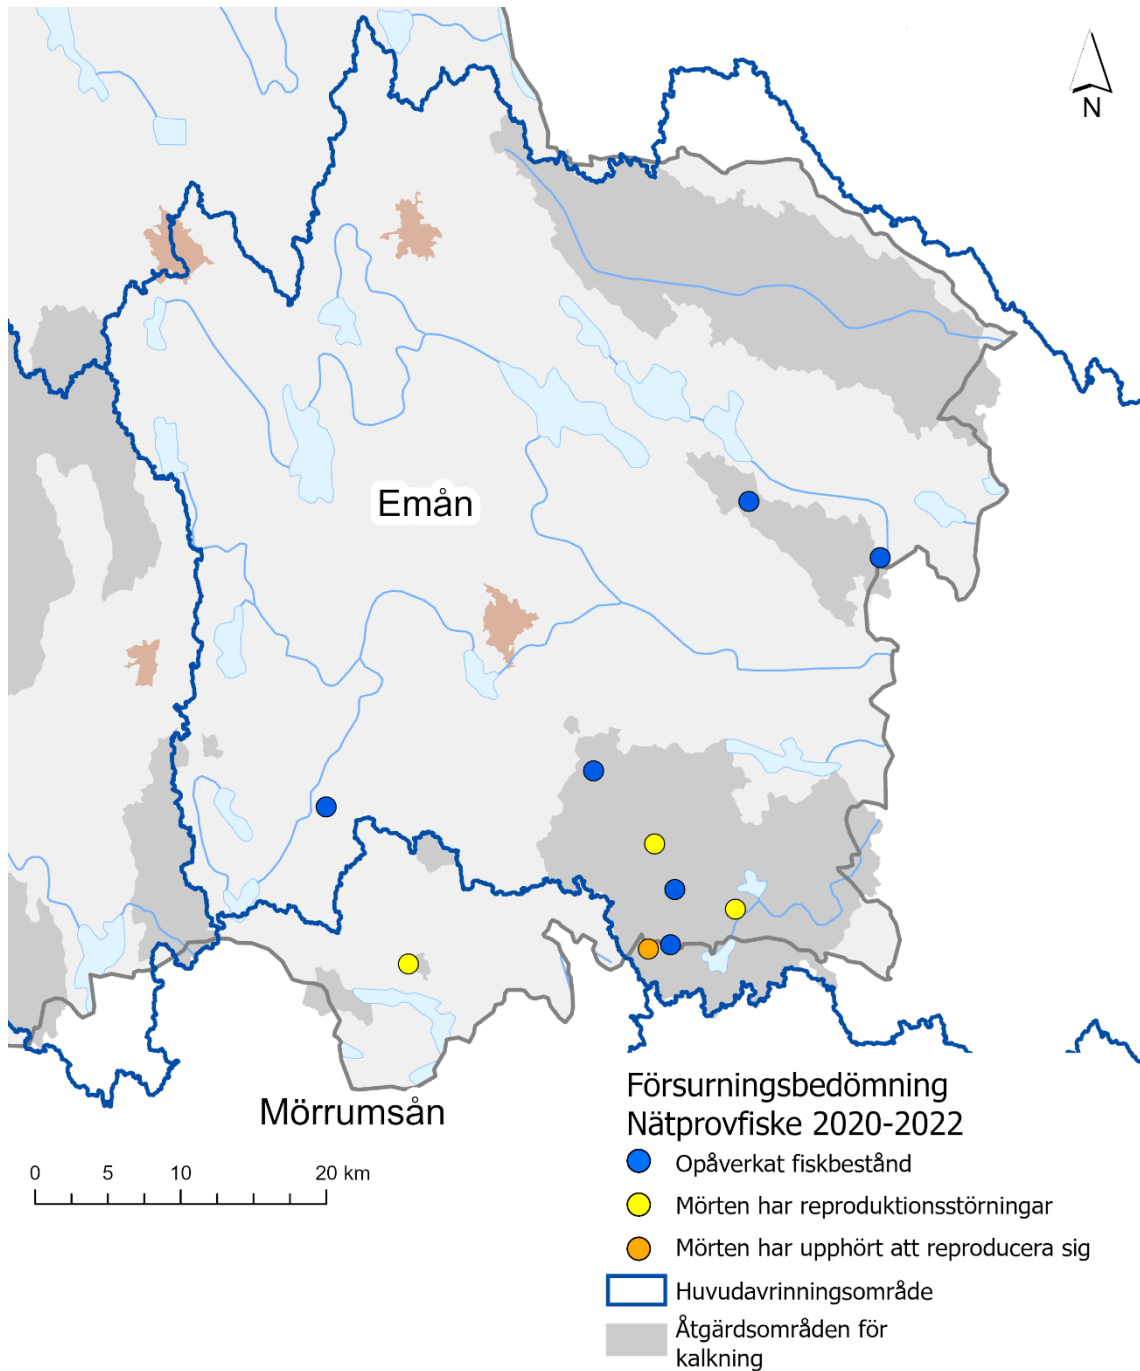 N
Emån
Mörrumsån
0 5 10 20 km
Försurningsbedömning
Nätprovfiske 2020-2022
Opåverkat fiskbestånd
Mörten har reproduktionsstörningar
Mörten har upphört att reproducera sig
Huvudavrinningsområde
Åtgärdsområden för
kalkning